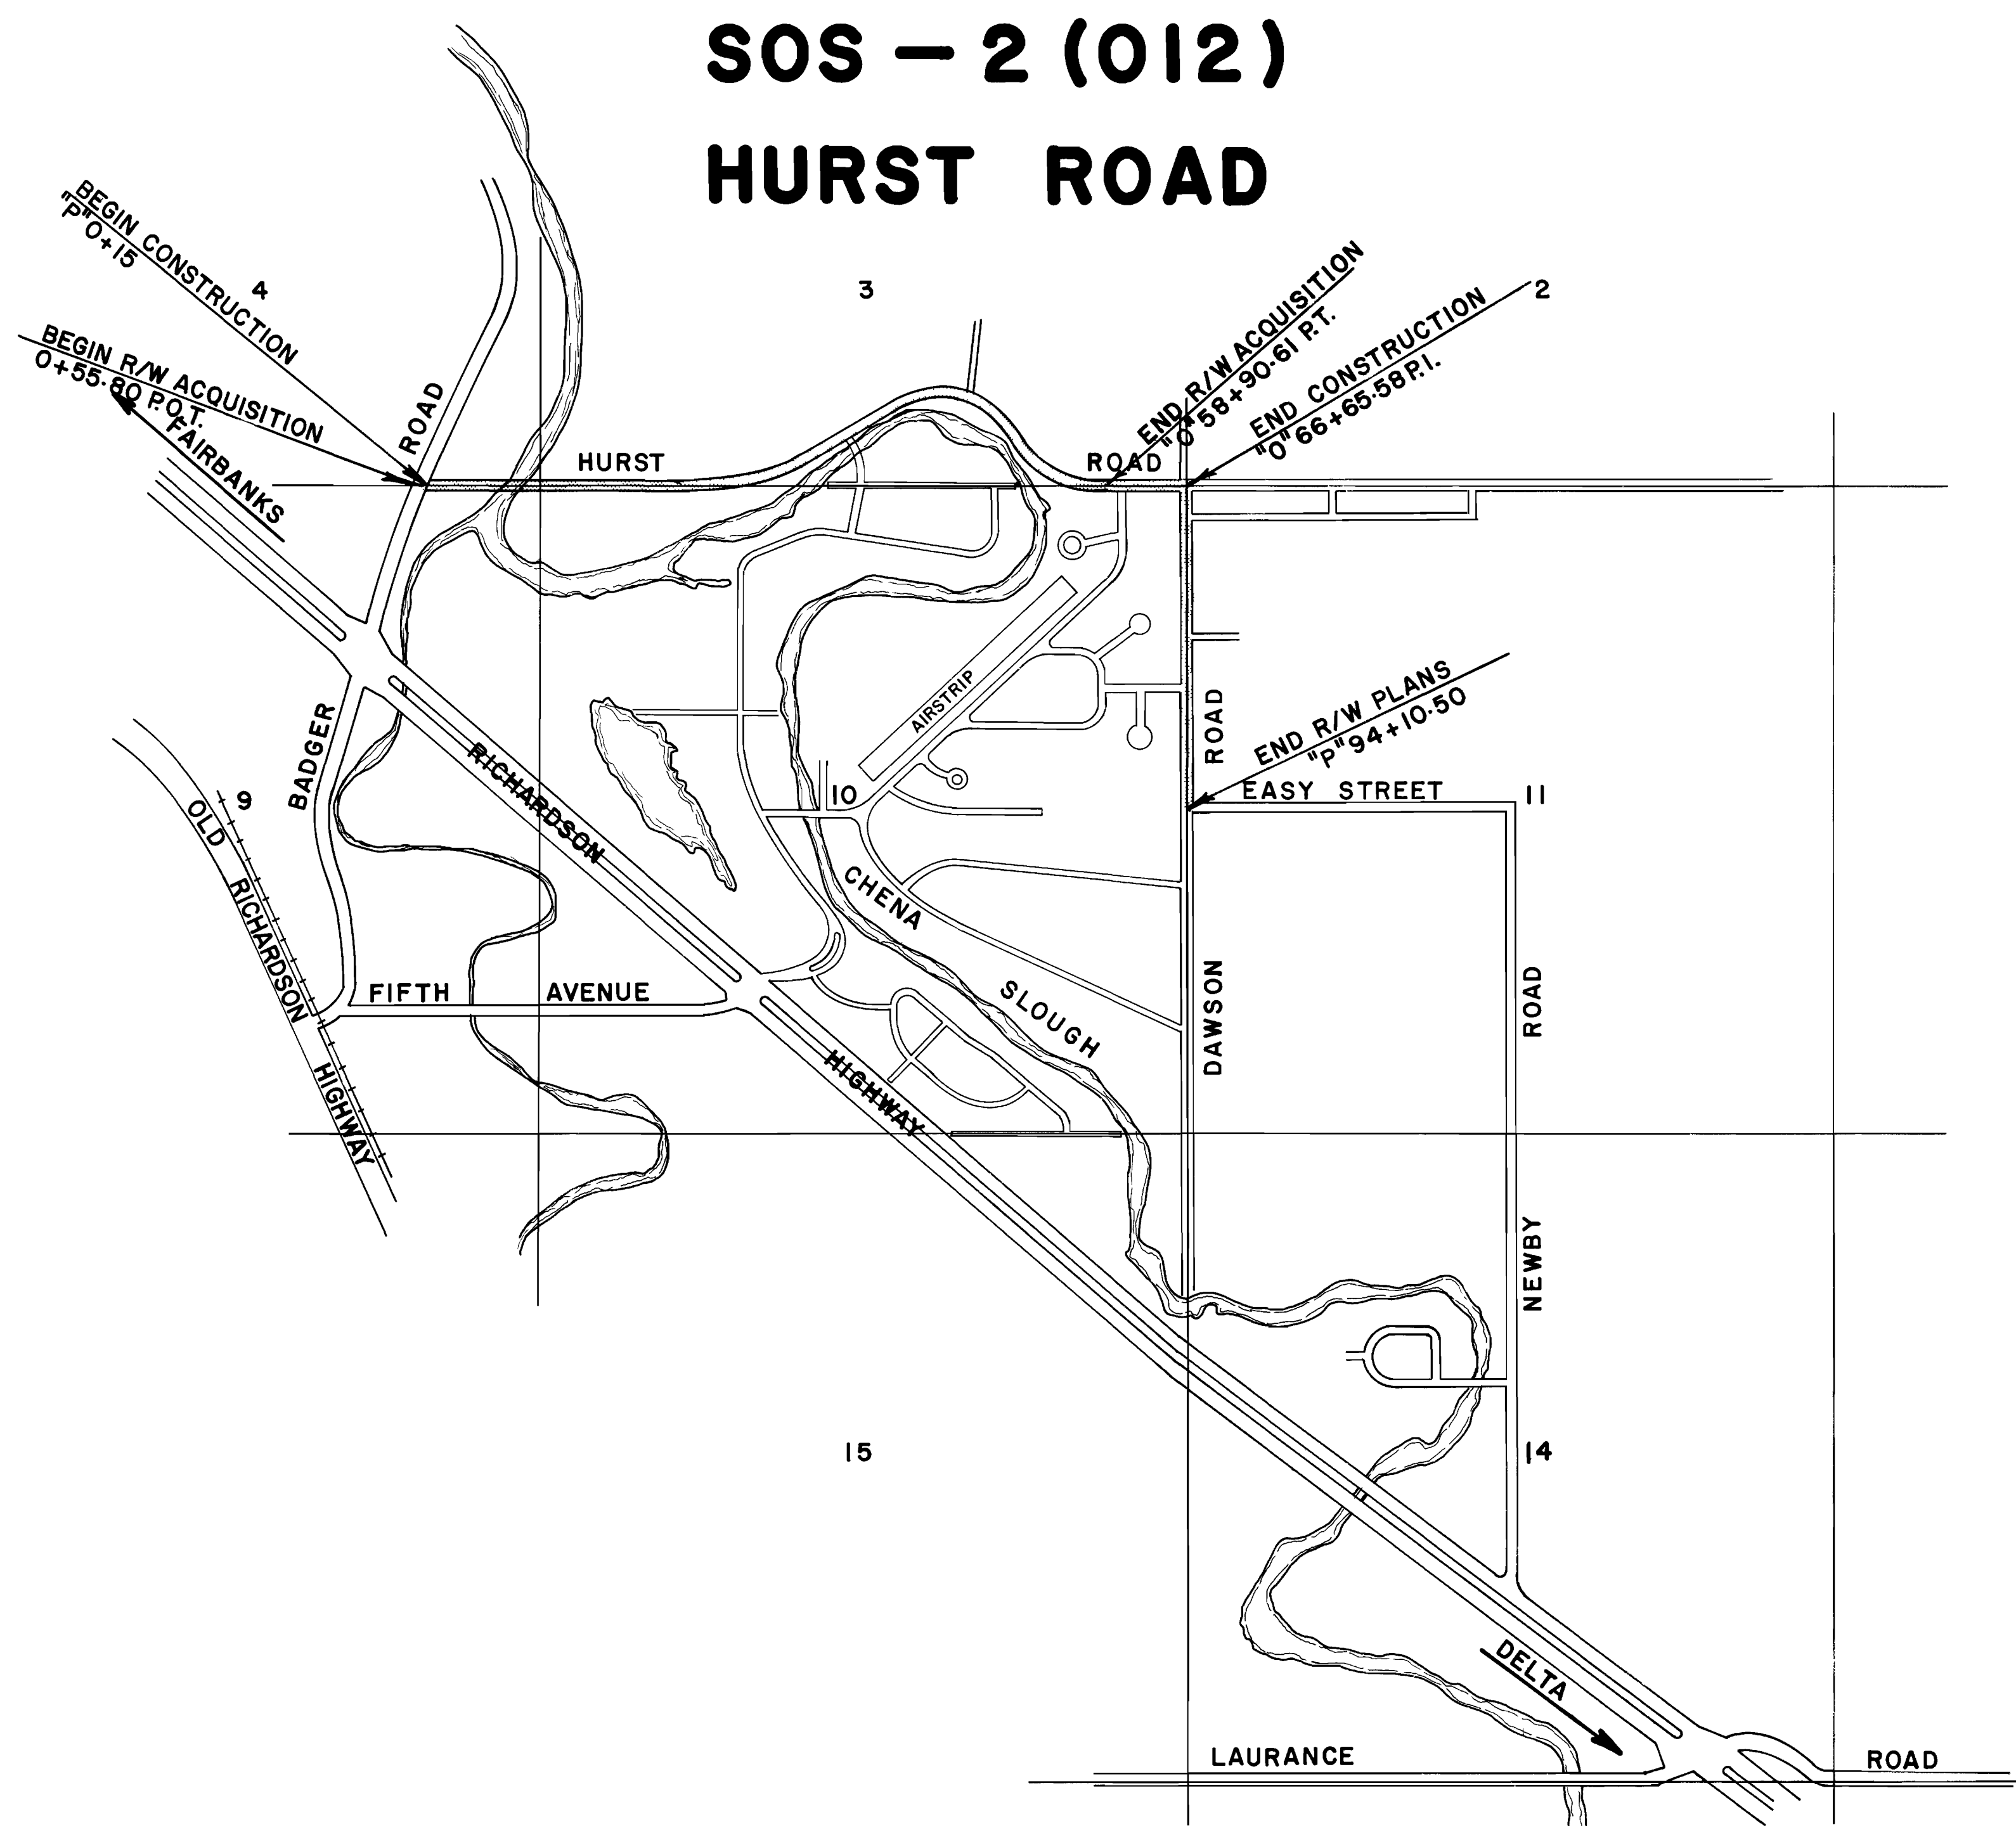 SOS – 2 (012)
HURST ROAD
BEGIN CONSTRUCTION
"P" 0+15
4
3
2
BEGIN R/W ACQUISITION
0+55.80 P.O.T.
FAIRBANKS
END R/W ACQUISITION
"O" 58+90.61 P.T.
END CONSTRUCTION
"O" 66+65.58 P.I.
BADGER ROAD
HURST ROAD
AIRSTRIP
END R/W PLANS
"P" 94+10.50
EASY STREET
9
10
11
OLD RICHARDSON HIGHWAY
RICHARDSON HIGHWAY
CHENA SLOUGH
FIFTH AVENUE
DAWSON ROAD
NEWBY ROAD
15
14
DELTA
LAURANCE ROAD